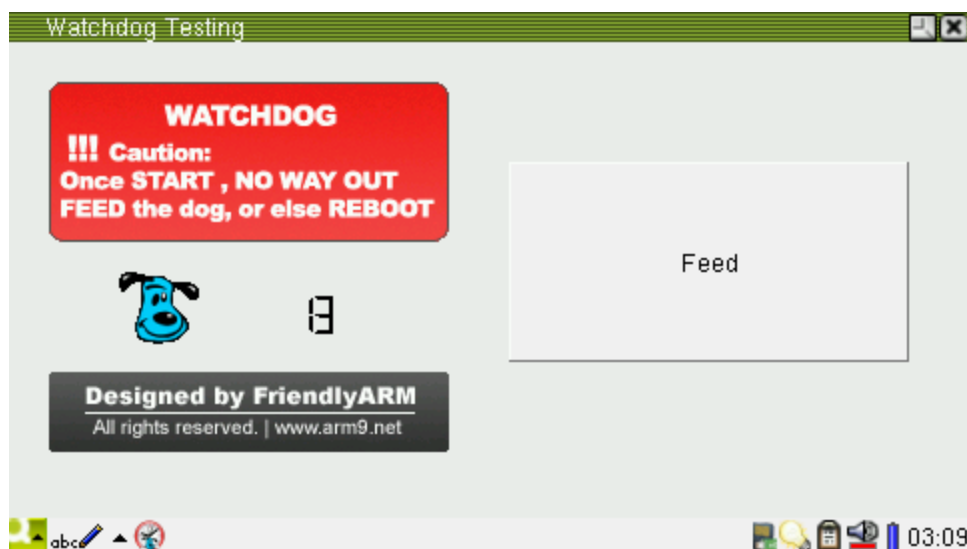 Watchdog Testing
WATCHDOG
!!! Caution:
Once START , NO WAY OUT
FEED the dog, or else REBOOT
Feed
13
Designed by FriendlyARM
All rights reserved. | www.arm9.net
abc
03:09